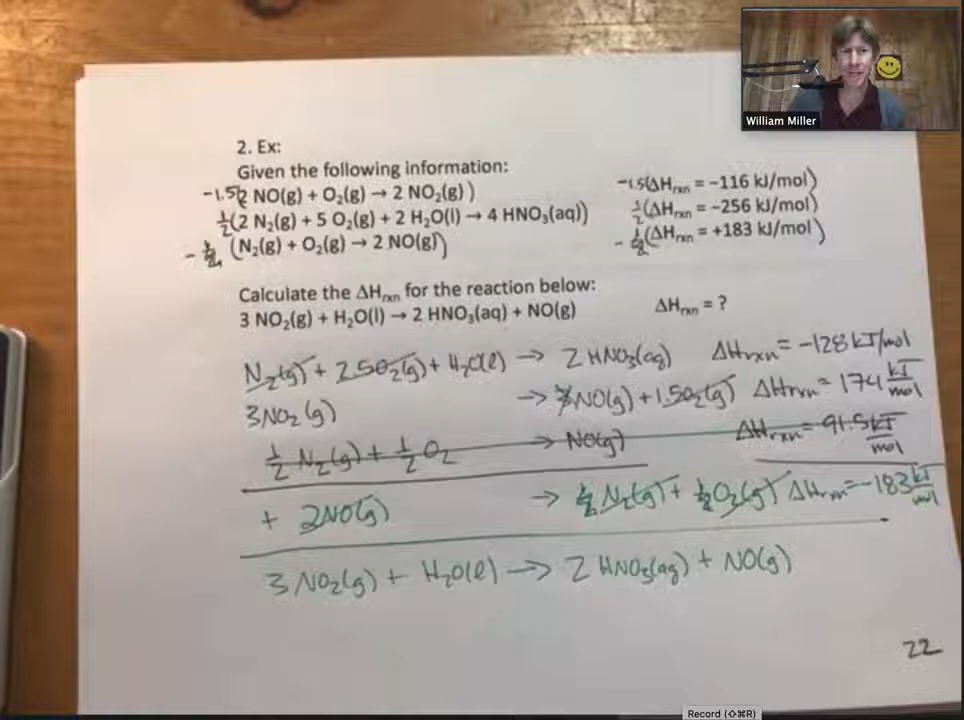 William Miller
2. Ex:
Given the following information:
-1.5(2 NO(g) + O₂(g) → 2 NO₂(g)) -1.5(ΔHrxn = -116 kJ/mol)
½(2 N₂(g) + 5 O₂(g) + 2 H₂O(l) → 4 HNO₃(aq)) ½(ΔHrxn = -256 kJ/mol)
- (N₂(g) + O₂(g) → 2 NO(g)) - (ΔHrxn = +183 kJ/mol)
Calculate the ΔHrxn for the reaction below:
3 NO₂(g) + H₂O(l) → 2 HNO₃(aq) + NO(g) ΔHrxn = ?
N₂(g) + 2.5O₂(g) + H₂O(l) → 2 HNO₃(aq) ΔHrxn = -128 kJ/mol
3NO₂(g) → 3NO(g) + 1.5O₂(g) ΔHrxn = 174 kJ/mol
½ N₂(g) + ½ O₂ → NO(g) ΔHrxn = 91.5 kJ/mol
+ 2NO(g) → N₂(g) + O₂(g) ΔHrxn = -183 kJ/mol
3 NO₂(g) + H₂O(l) → 2 HNO₃(aq) + NO(g)
22
Record (⇧⌘R)